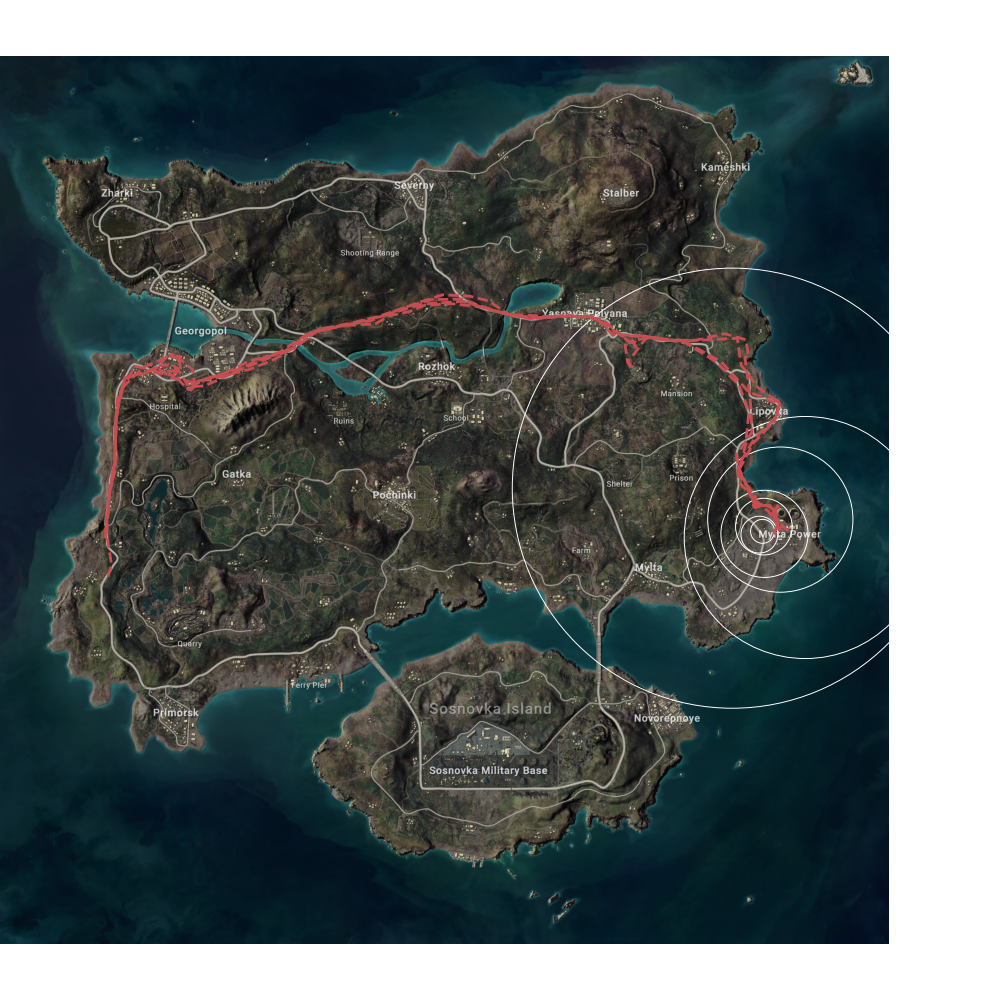 Kameshki
Zharki
Severny
Stalber
Shooting Range
Yasnaya Polyana
Georgopol
Rozhok
Mansion
Hospital
Lipovka
School
Ruins
Gatka
Prison
Shelter
Pochinki
Mylta Power
Farm
Mylta
Quarry
Ferry Pier
Sosnovka Island
Primorsk
Novorepnoye
Sosnovka Military Base